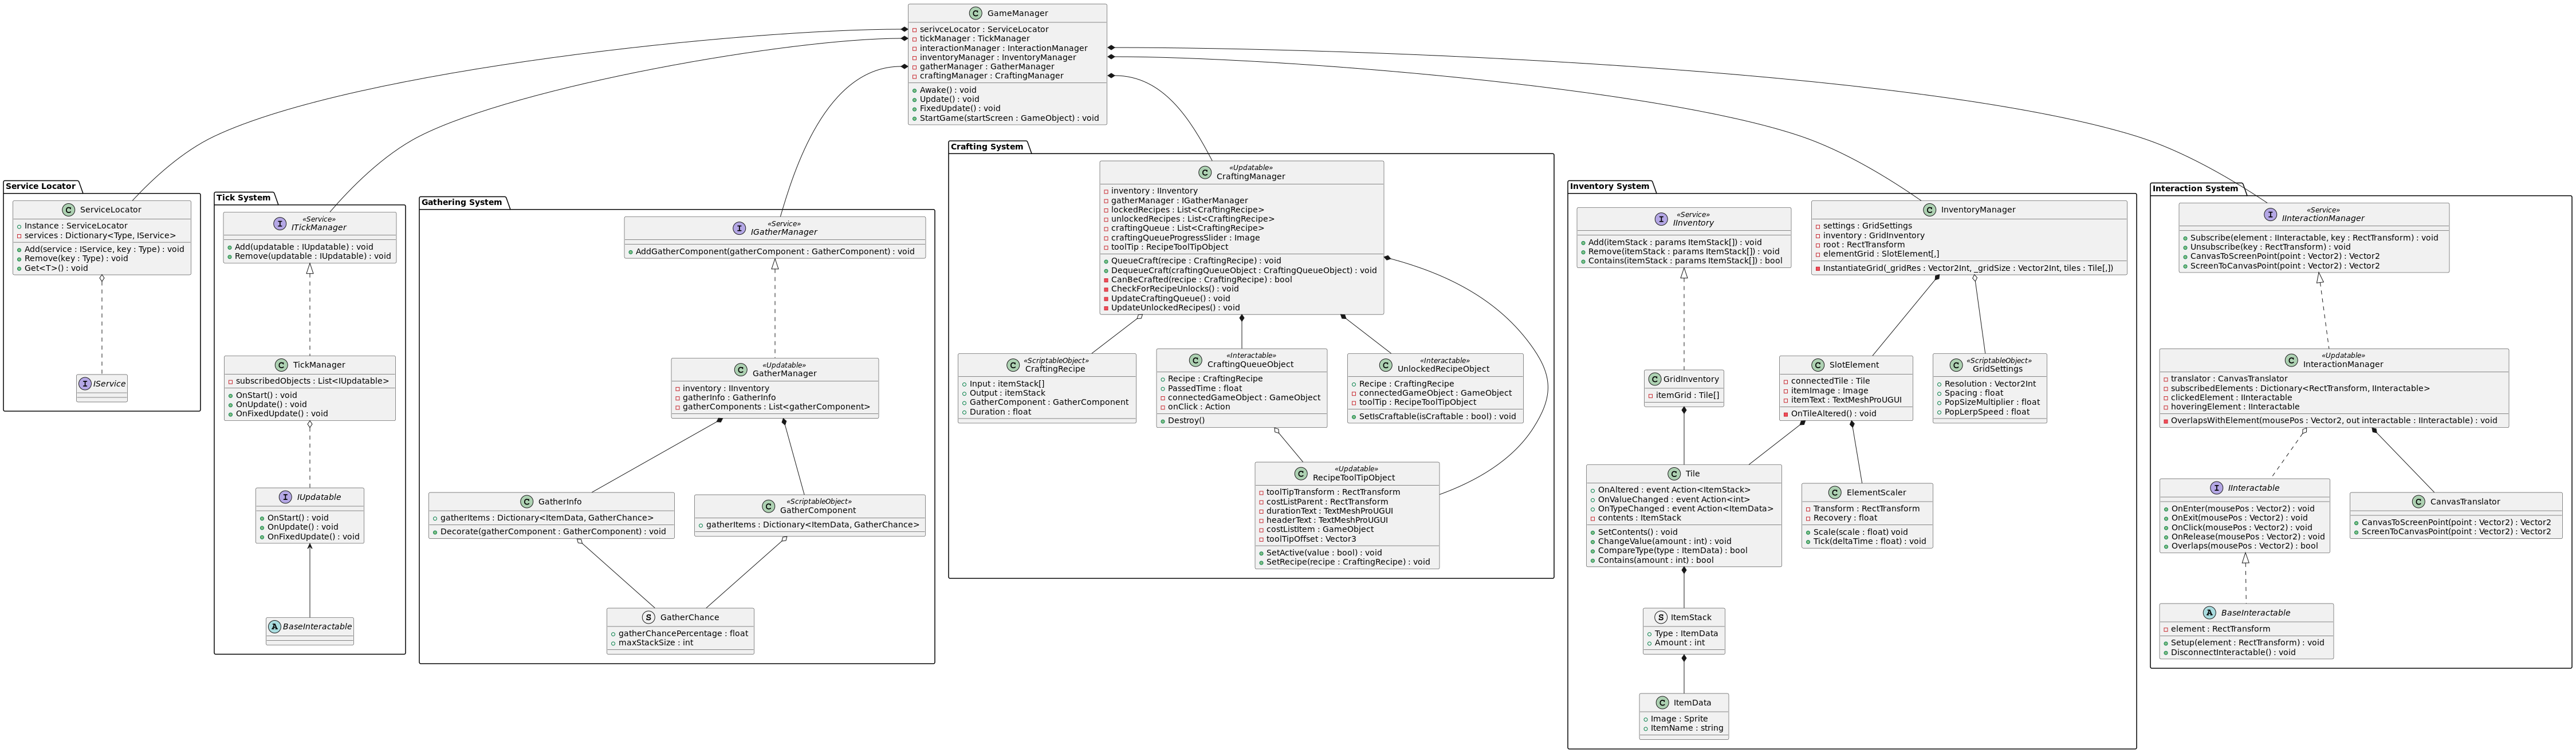 GameManager
serivceLocator : ServiceLocator
tickManager : TickManager
interactionManager : InteractionManager
inventoryManager : InventoryManager
gatherManager : GatherManager
craftingManager : CraftingManager
Awake() : void
Update() : void
FixedUpdate() : void
StartGame(startScreen : GameObject) : void
Service Locator
ServiceLocator
Instance : ServiceLocator
services : Dictionary<Type, IService>
Add(service : IService, key : Type) : void
Remove(key : Type) : void
Get<T>() : void
IService
Tick System
«Service»
ITickManager
Add(updatable : IUpdatable) : void
Remove(updatable : IUpdatable) : void
TickManager
subscribedObjects : List<IUpdatable>
OnStart() : void
OnUpdate() : void
OnFixedUpdate() : void
IUpdatable
OnStart() : void
OnUpdate() : void
OnFixedUpdate() : void
BaseInteractable
Gathering System
«Service»
IGatherManager
AddGatherComponent(gatherComponent : GatherComponent) : void
«Updatable»
GatherManager
inventory : IInventory
gatherInfo : GatherInfo
gatherComponents : List<gatherComponent>
GatherInfo
gatherItems : Dictionary<ItemData, GatherChance>
Decorate(gatherComponent : GatherComponent) : void
«ScriptableObject»
GatherComponent
gatherItems : Dictionary<ItemData, GatherChance>
GatherChance
gatherChancePercentage : float
maxStackSize : int
Crafting System
«Updatable»
CraftingManager
inventory : IInventory
gatherManager : IGatherManager
lockedRecipes : List<CraftingRecipe>
unlockedRecipes : List<CraftingRecipe>
craftingQueue : List<CraftingRecipe>
craftingQueueProgressSlider : Image
toolTip : RecipeToolTipObject
QueueCraft(recipe : CraftingRecipe) : void
DequeueCraft(craftingQueueObject : CraftingQueueObject) : void
CanBeCrafted(recipe : CraftingRecipe) : bool
CheckForRecipeUnlocks() : void
UpdateCraftingQueue() : void
UpdateUnlockedRecipes() : void
«ScriptableObject»
CraftingRecipe
Input : itemStack[]
Output : itemStack
GatherComponent : GatherComponent
Duration : float
«Interactable»
CraftingQueueObject
Recipe : CraftingRecipe
PassedTime : float
connectedGameObject : GameObject
onClick : Action
Destroy()
«Interactable»
UnlockedRecipeObject
Recipe : CraftingRecipe
connectedGameObject : GameObject
toolTip : RecipeToolTipObject
SetIsCraftable(isCraftable : bool) : void
«Updatable»
RecipeToolTipObject
toolTipTransform : RectTransform
costListParent : RectTransform
durationText : TextMeshProUGUI
headerText : TextMeshProUGUI
costListItem : GameObject
toolTipOffset : Vector3
SetActive(value : bool) : void
SetRecipe(recipe : CraftingRecipe) : void
Inventory System
«Service»
IInventory
Add(itemStack : params ItemStack[]) : void
Remove(itemStack : params ItemStack[]) : void
Contains(itemStack : params ItemStack[]) : bool
InventoryManager
settings : GridSettings
inventory : GridInventory
root : RectTransform
elementGrid : SlotElement[,]
InstantiateGrid(_gridRes : Vector2Int, _gridSize : Vector2Int, tiles : Tile[,])
GridInventory
itemGrid : Tile[]
SlotElement
connectedTile : Tile
itemImage : Image
itemText : TextMeshProUGUI
OnTileAltered() : void
«ScriptableObject»
GridSettings
Resolution : Vector2Int
Spacing : float
PopSizeMultiplier : float
PopLerpSpeed : float
Tile
OnAltered : event Action<ItemStack>
OnValueChanged : event Action<int>
OnTypeChanged : event Action<ItemData>
contents : ItemStack
SetContents() : void
ChangeValue(amount : int) : void
CompareType(type : ItemData) : bool
Contains(amount : int) : bool
ElementScaler
Transform : RectTransform
Recovery : float
Scale(scale : float) void
Tick(deltaTime : float) : void
ItemStack
Type : ItemData
Amount : int
ItemData
Image : Sprite
ItemName : string
Interaction System
«Service»
IInteractionManager
Subscribe(element : IInteractable, key : RectTransform) : void
Unsubscribe(key : RectTransform) : void
CanvasToScreenPoint(point : Vector2) : Vector2
ScreenToCanvasPoint(point : Vector2) : Vector2
«Updatable»
InteractionManager
translator : CanvasTranslator
subscribedElements : Dictionary<RectTransform, IInteractable>
clickedElement : IInteractable
hoveringElement : IInteractable
OverlapsWithElement(mousePos : Vector2, out interactable : IInteractable) : void
IInteractable
OnEnter(mousePos : Vector2) : void
OnExit(mousePos : Vector2) : void
OnClick(mousePos : Vector2) : void
OnRelease(mousePos : Vector2) : void
Overlaps(mousePos : Vector2) : bool
CanvasTranslator
CanvasToScreenPoint(point : Vector2) : Vector2
ScreenToCanvasPoint(point : Vector2) : Vector2
BaseInteractable
element : RectTransform
Setup(element : RectTransform) : void
DisconnectInteractable() : void